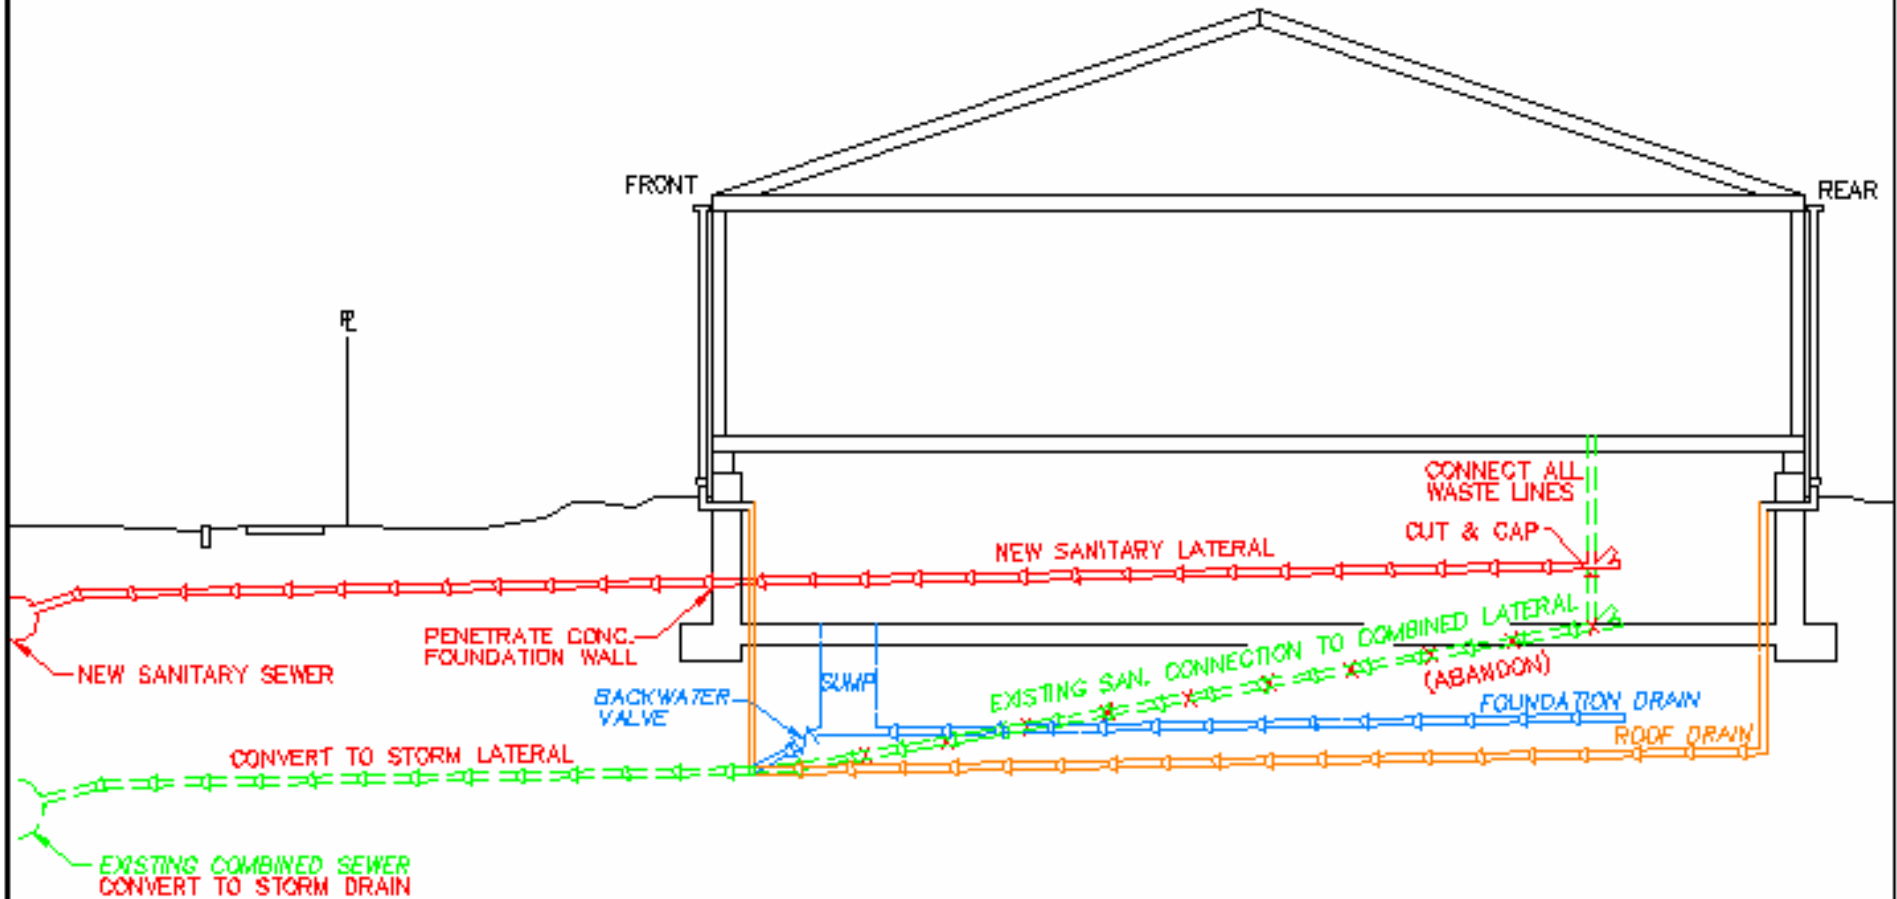 FRONT
REAR
PL
CONNECT ALL
WASTE LINES
CUT & CAP
NEW SANITARY LATERAL
PENETRATE CONC.
FOUNDATION WALL
NEW SANITARY SEWER
EXISTING SAN. CONNECTION TO COMBINED LATERAL
(ABANDON)
SUMP
BACKWATER
VALVE
FOUNDATION DRAIN
ROOF DRAIN
CONVERT TO STORM LATERAL
EXISTING COMBINED SEWER
CONVERT TO STORM DRAIN